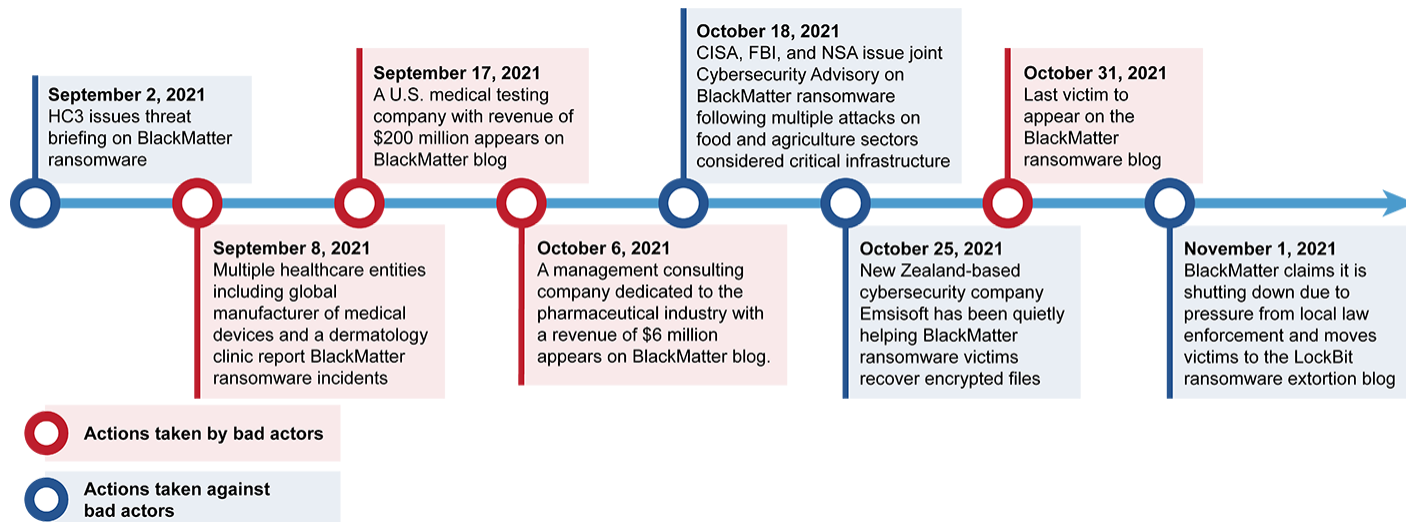 September 2, 2021
HC3 issues threat
briefing on BlackMatter
ransomware
September 8, 2021
Multiple healthcare entities
including global
manufacturer of medical
devices and a dermatology
clinic report BlackMatter
ransomware incidents
September 17, 2021
A U.S. medical testing
company with revenue of
$200 million appears on
BlackMatter blog
October 6, 2021
A management consulting
company dedicated to the
pharmaceutical industry with
a revenue of $6 million
appears on BlackMatter blog.
October 18, 2021
CISA, FBI, and NSA issue joint
Cybersecurity Advisory on
BlackMatter ransomware
following multiple attacks on
food and agriculture sectors
considered critical infrastructure
October 25, 2021
New Zealand-based
cybersecurity company
Emsisoft has been quietly
helping BlackMatter
ransomware victims
recover encrypted files
October 31, 2021
Last victim to
appear on the
BlackMatter
ransomware blog
November 1, 2021
BlackMatter claims it is
shutting down due to
pressure from local law
enforcement and moves
victims to the LockBit
ransomware extortion blog
Actions taken by bad actors
Actions taken against
bad actors